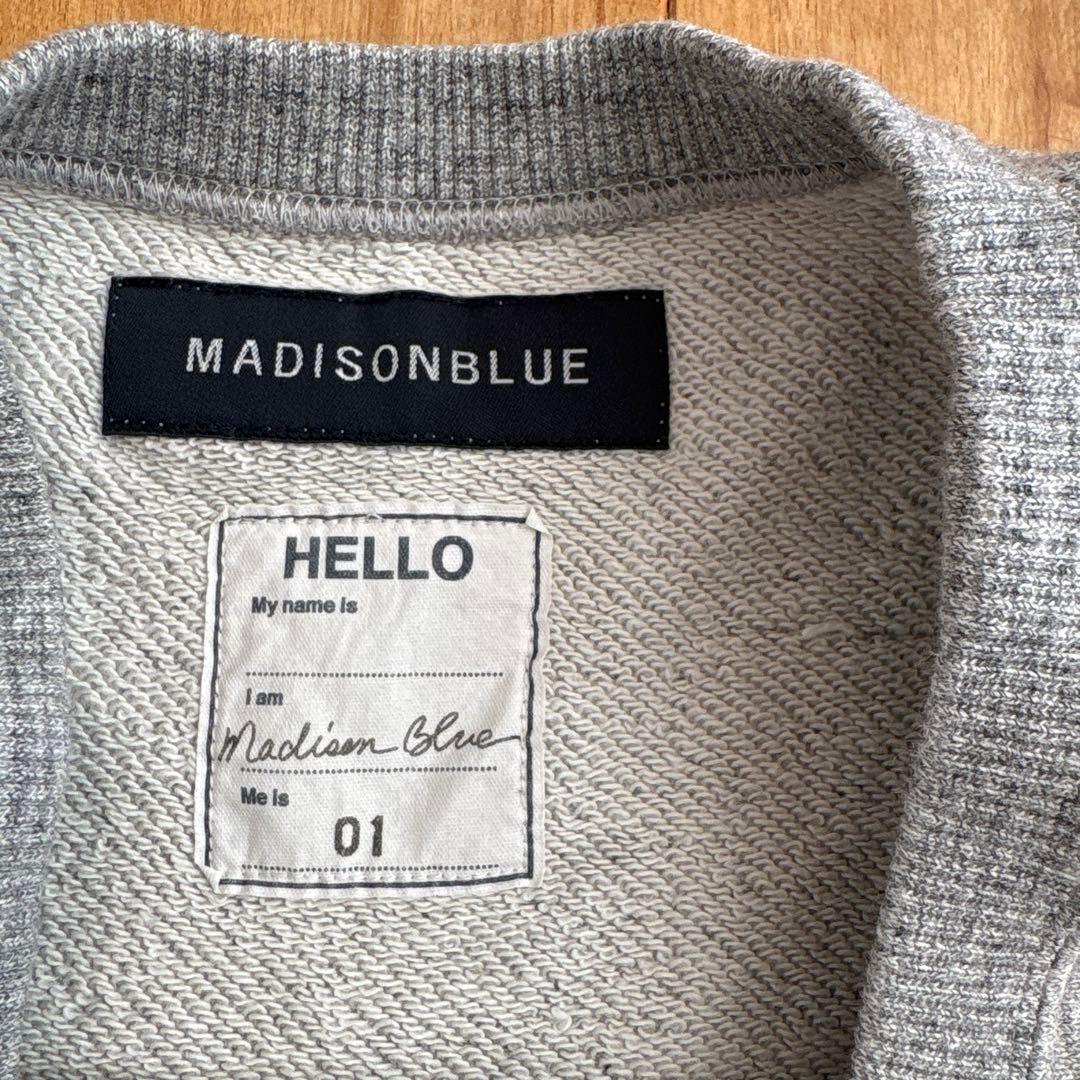 MADISONBLUE
HELLO
My name is
I am
Madison Blue
Me is
01